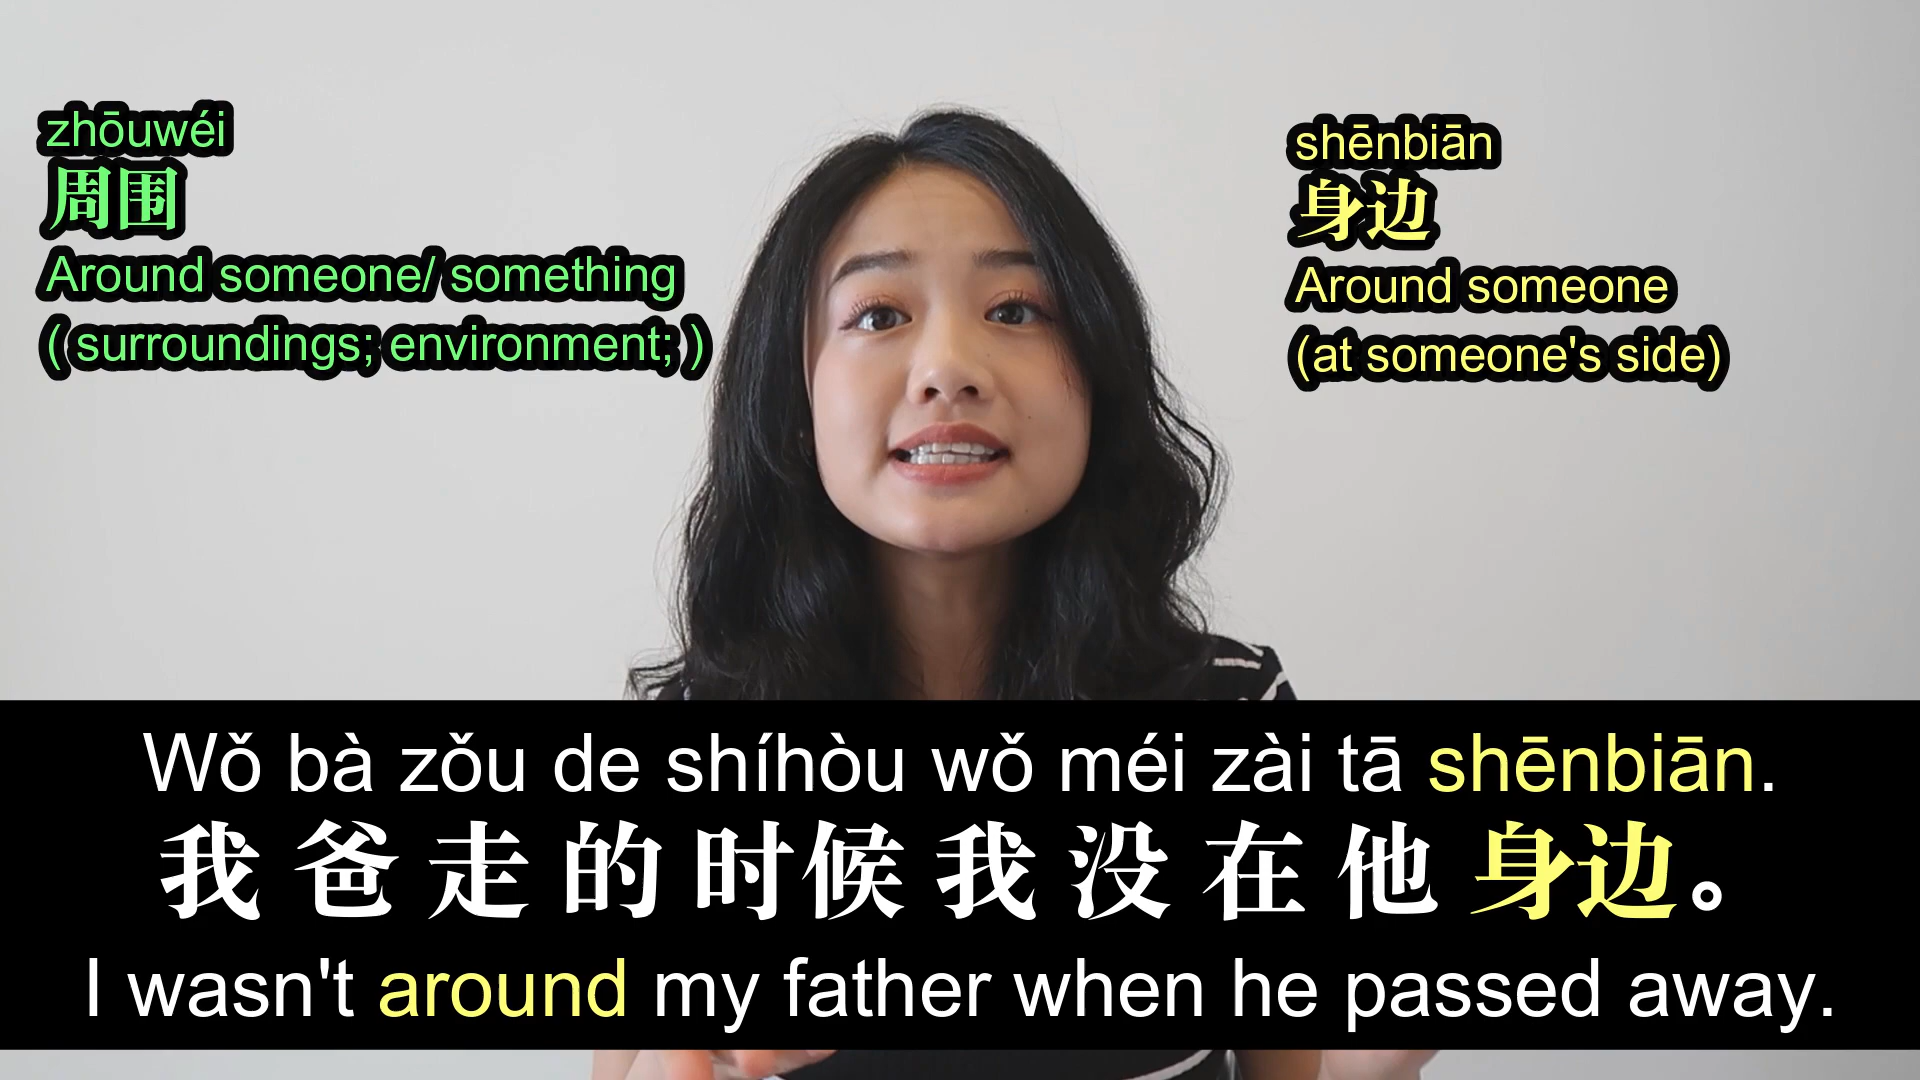 zhōuwéi
周围
Around someone/ something
( surroundings; environment; )
shēnbiān
身边
Around someone
(at someone's side)
Wǒ bà zǒu de shíhòu wǒ méi zài tā shēnbiān.
我 爸 走 的 时候 我 没 在 他 身边。
I wasn't around my father when he passed away.